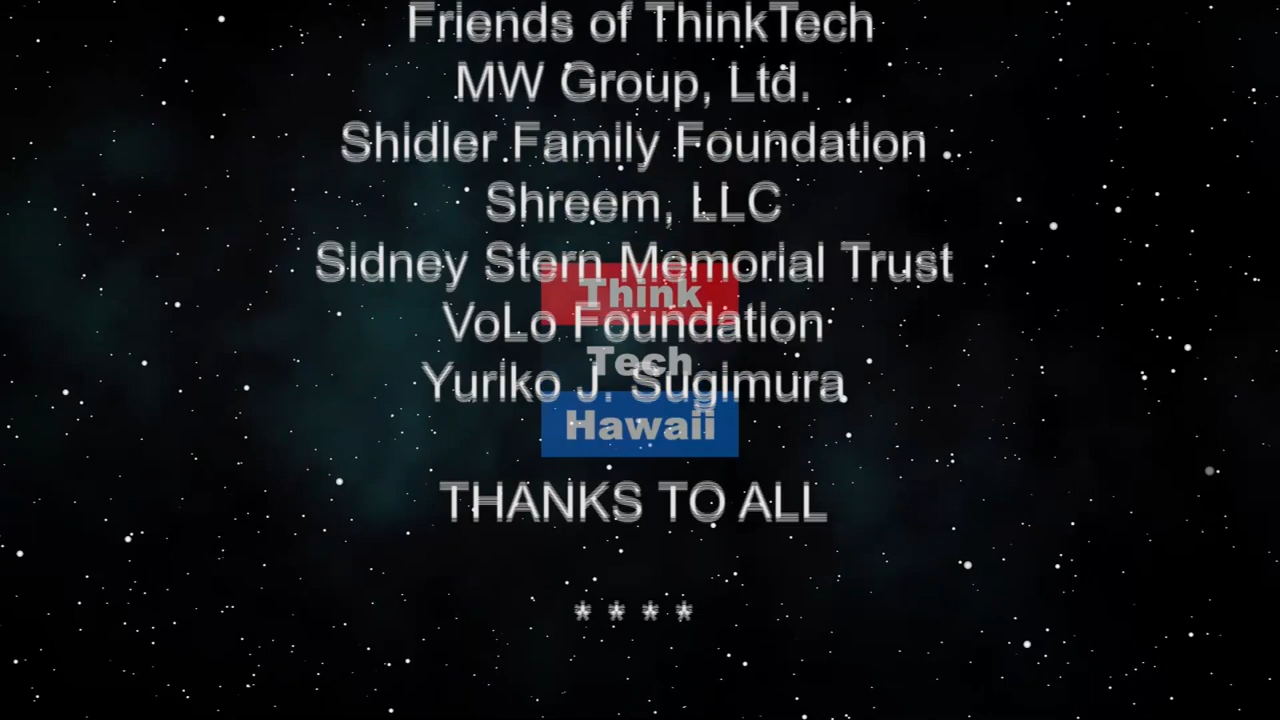 Friends of ThinkTech
MW Group, Ltd.
Shidler Family Foundation
Shreem, LLC
Sidney Stern Memorial Trust
Think
VoLo Foundation
Tech
Yuriko J. Sugimura
Hawaii
THANKS TO ALL
* * * *